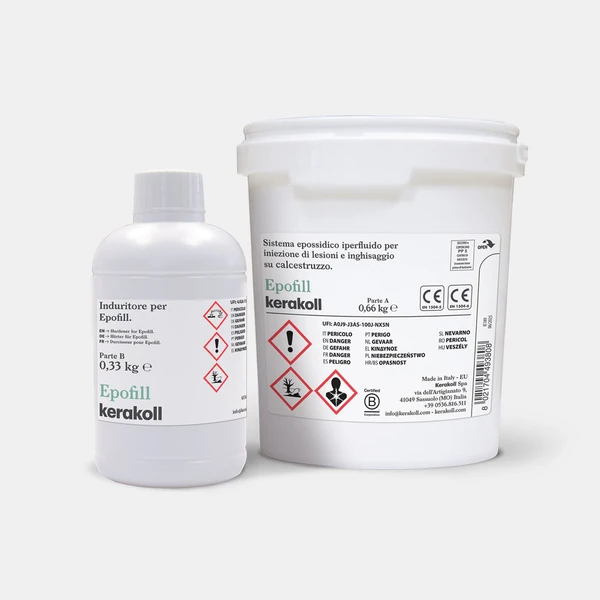 Induritore per
Epofill.
EN → Hardener for Epofill.
DE → Härter für Epofill.
FR → Durcisseur pour Epofill.
Parte B
0,33 kg e
Epofill
kerakoll
Sistema epossidico iperfluido per
iniezione di lesioni e inghisaggio
su calcestruzzo.
Epofill
kerakoll
Parte A
0,66 kg e
CE CE
EN 1504-5 EN 1504-6
OPEN
UFI: A0J9-J3AS-100J-NXSN
IT PERICOLO PT PERIGO SL NEVARNO
EN DANGER EL ΚΙΝΔΥΝΟΣ RO PERICOL
DE GEFAHR PL NIEBEZPIECZEŃSTWO HU VESZÉLY
FR DANGER HR/BS OPASNOST
NL GEVAAR
ES PELIGRO
Certified
B
Corporation
Made in Italy - EU
Kerakoll Spa
via dell'Artigianato 9,
41049 Sassuolo (MO) Italia
+39 0536.816.511
info@kerakoll.com - kerakoll.com
8 021704 493808